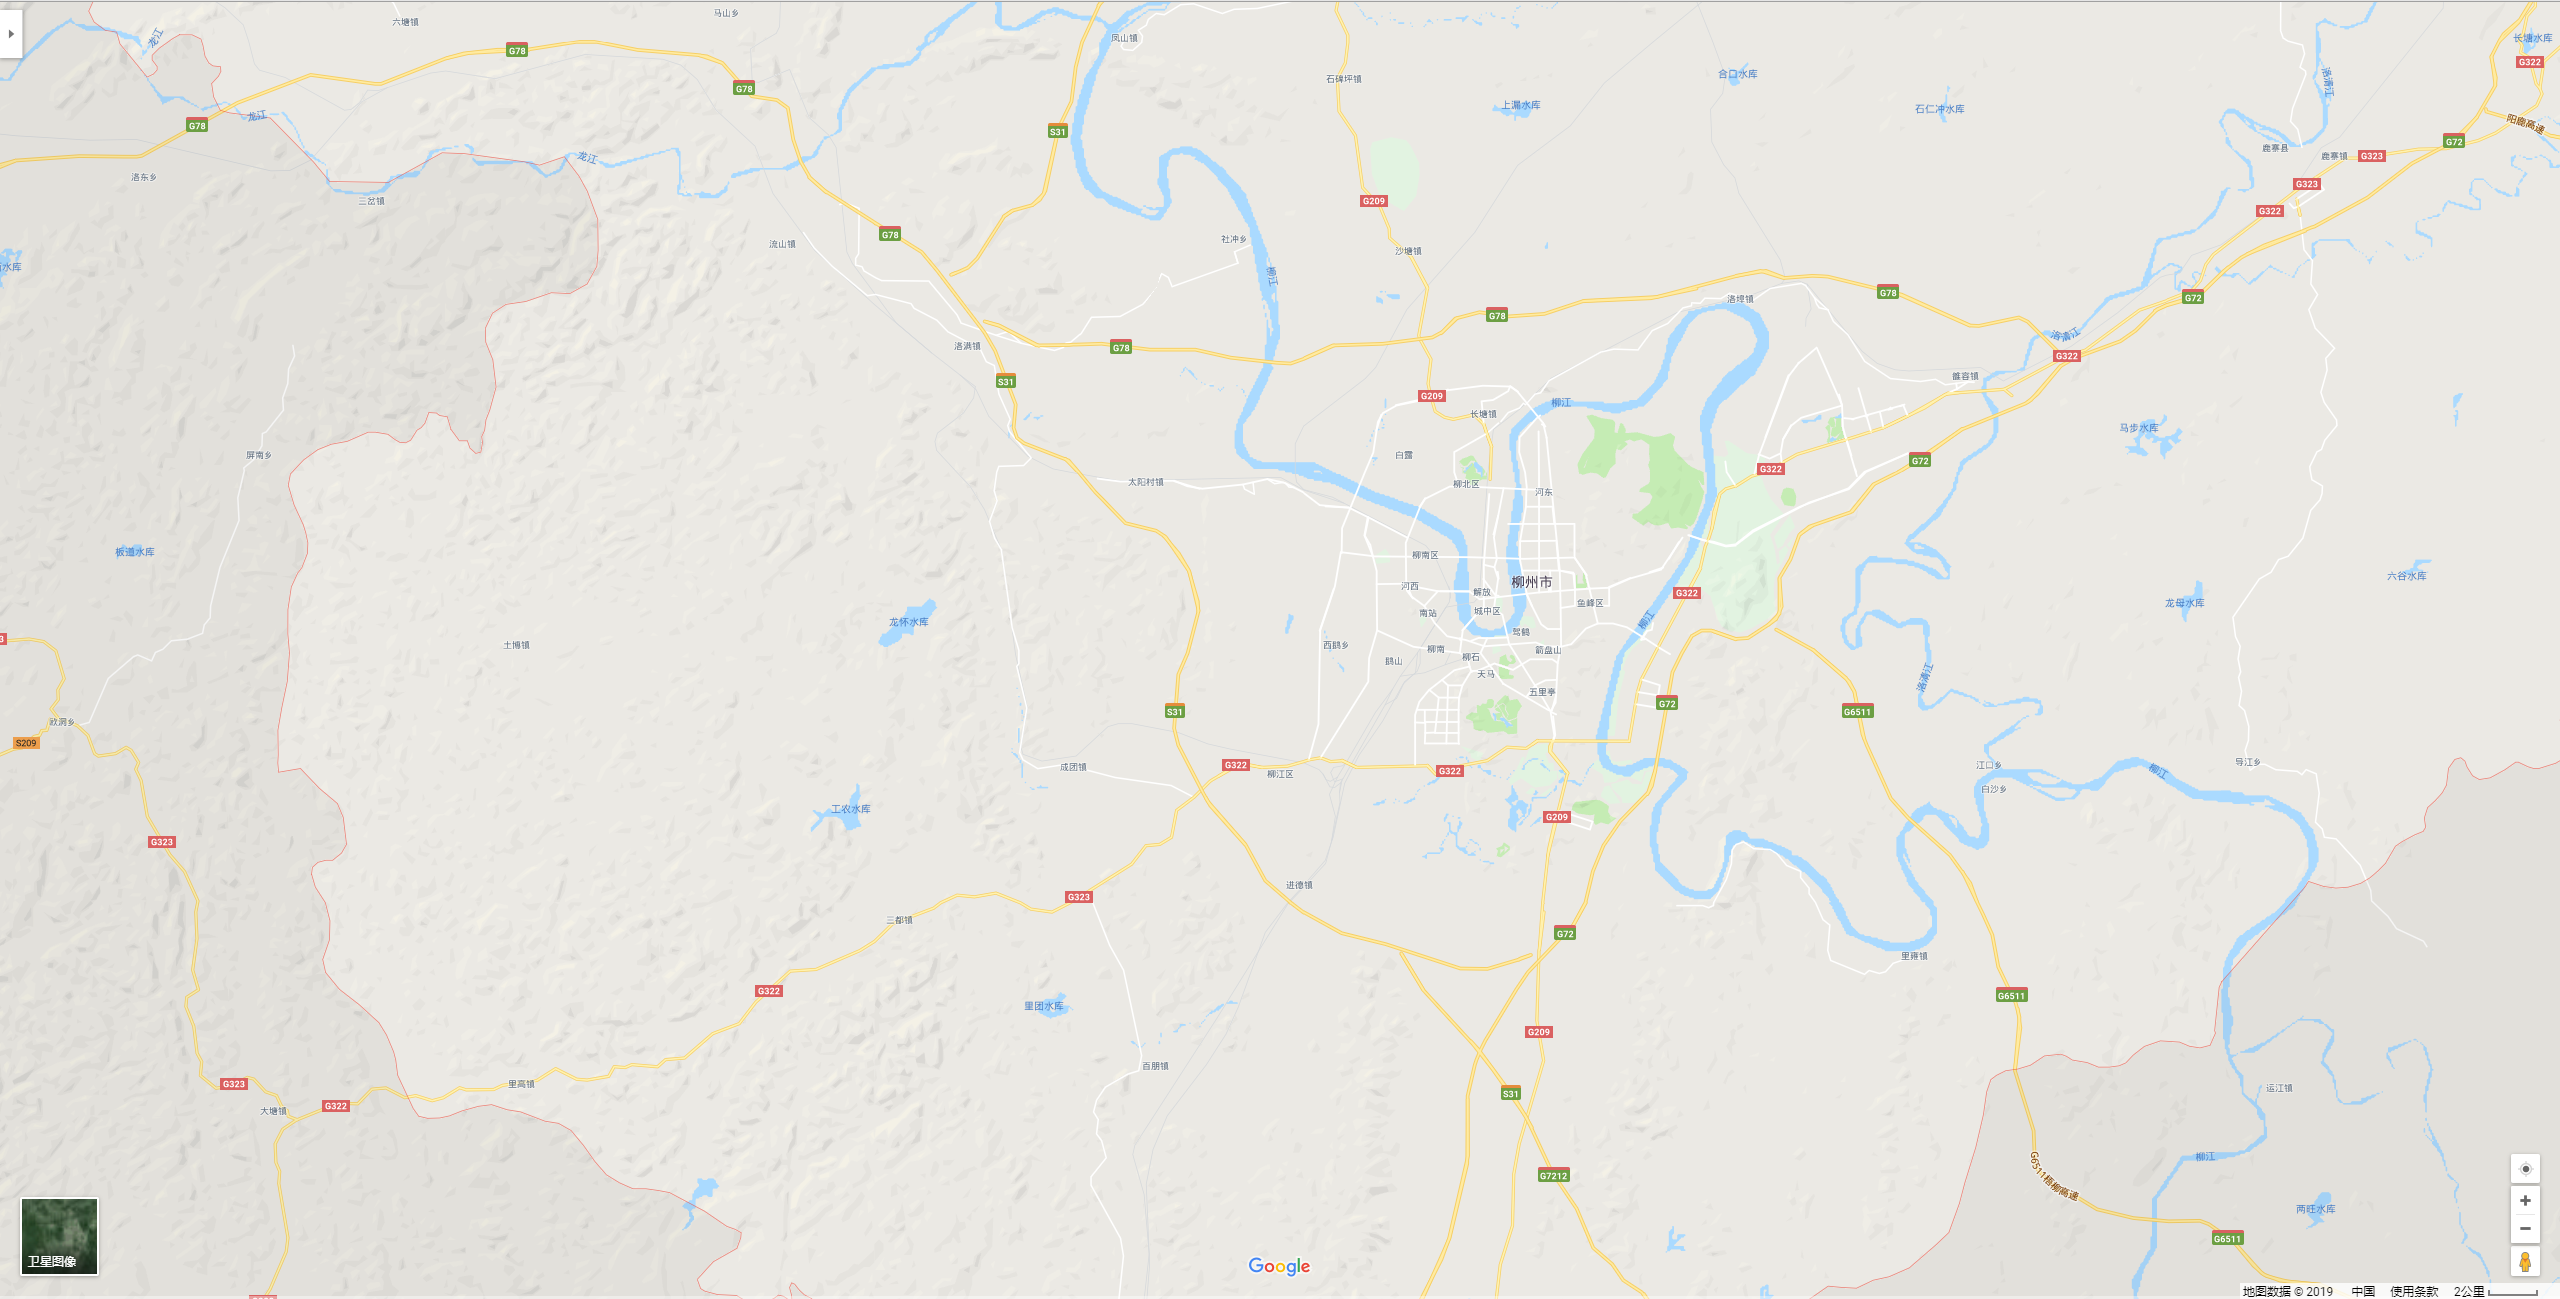 六塘镇
马山乡
凤山镇
龙江
G78
长塘水库
G322
石碑坪镇
合口水库
洛清江
G78
上漏水库
石仁冲水库
龙江
G78
S31
阳鹿高速
G72
鹿寨县
鹿寨镇
G323
龙江
洛东乡
三岔镇
G209
G323
G322
流山镇
G78
社冲乡
沙塘镇
水库
柳江
G78
洛埠镇
G72
G78
洛清江
洛满镇
G78
G322
S31
雒容镇
G209
柳江
长塘镇
马步水库
屏南乡
白露
G72
G322
太阳村镇
柳北区
河东
板道水库
柳南区
六谷水库
河西
柳州市
解放
鱼峰区
G322
龙母水库
南站
城中区
龙怀水库
柳江
驾鹤
3
土博镇
西鹅乡
柳南
箭盘山
鹅山
柳石
天马
洛清江
五里亭
G72
S31
G6511
欧洞乡
S209
G322
柳江区
成团镇
G322
江口乡
柳江
导江乡
白沙乡
工农水库
G209
G323
进德镇
G323
三都镇
G72
里雍镇
G322
G6511
里团水库
G209
百朋镇
G323
里高镇
运江镇
S31
G322
大塘镇
柳江
G7212
G6511梧柳高速
两旺水库
G6511
卫星图像
Google
地图数据 © 2019 中国 使用条款 2公里